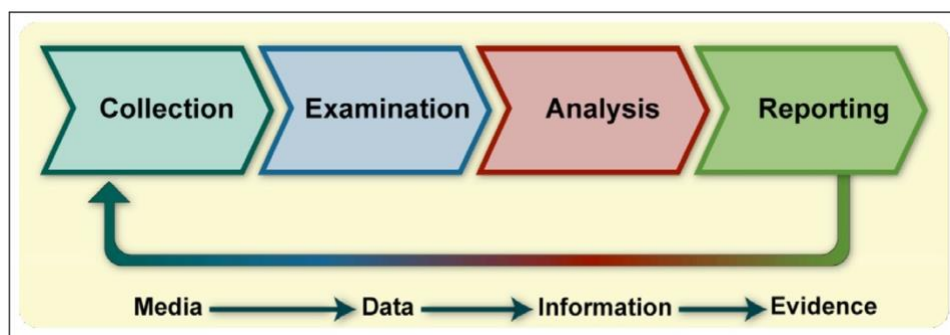 Collection Examination Analysis Reporting
Media Data Information Evidence